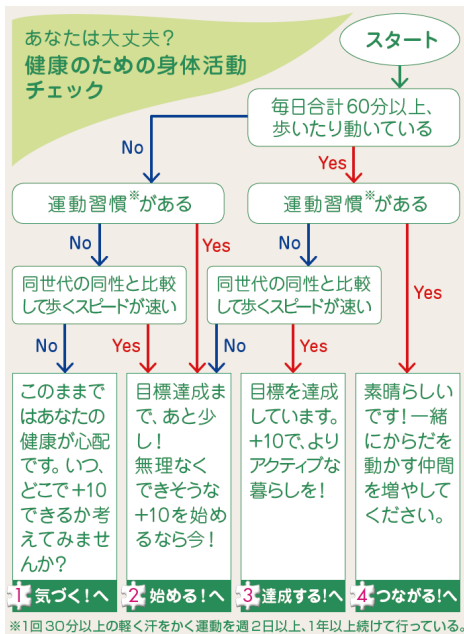 あなたは大丈夫?
健康のための身体活動
チェック
スタート
毎日合計60分以上、
歩いたり動いている
No
Yes
運動習慣※がある
運動習慣※がある
No
Yes
No
Yes
同世代の同性と比較
して歩くスピードが速い
同世代の同性と比較
して歩くスピードが速い
No
Yes
No
Yes
このままで
はあなたの
健康が心配
です。いつ、
どこで+10
できるか考
えてみませ
んか?
目標達成ま
で、あと少
し!
無理なく
できそうな
+10を始め
るなら今!
目標を達成
しています。
+10で、より
アクティブな
暮らしを!
素晴らしい
です!一緒
にからだを
動かす仲間
を増やして
ください。
1 気づく!へ
2 始める!へ
3 達成する!へ
4 つながる!へ
※1回30分以上の軽く汗をかく運動を週2日以上、1年以上続けて行っている。